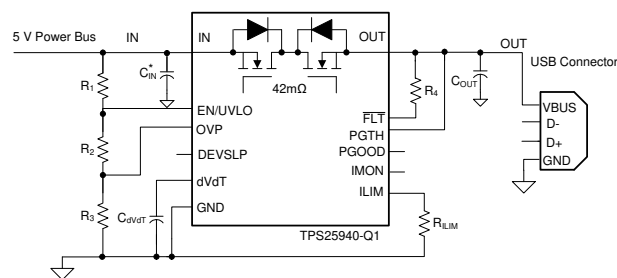 5 V Power Bus
IN
IN
OUT
OUT
USB Connector
C*IN
42mΩ
R1
R4
COUT
EN/UVLO
FLT
VBUS
OVP
PGTH
D-
R2
DEVSLP
PGOOD
D+
IMON
GND
dVdT
ILIM
R3
CdVdT
GND
RILIM
TPS25940-Q1